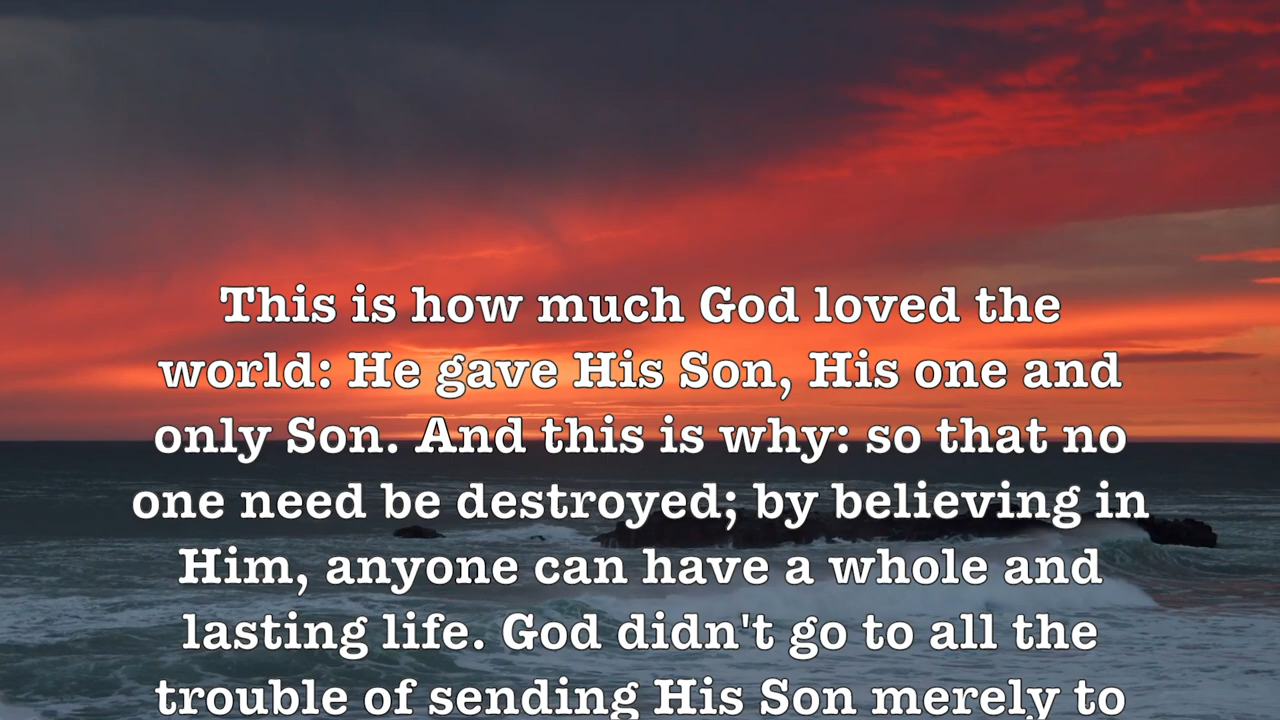 This is how much God loved the
world: He gave His Son, His one and
only Son. And this is why: so that no
one need be destroyed; by believing in
Him, anyone can have a whole and
lasting life. God didn't go to all the
trouble of sending His Son merely to